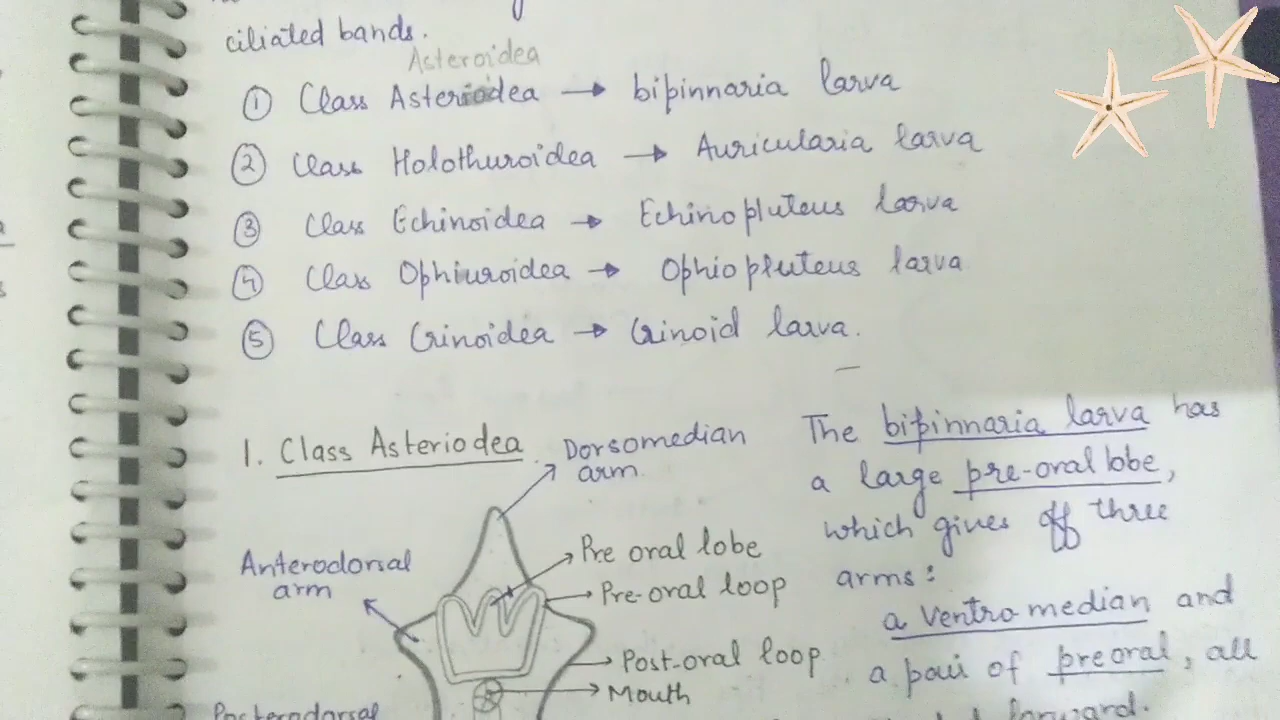 ciliated bands.
Asteroidea
① Class Asteriodea → bipinnaria larva
② Class Holothuroidea → Auricularia larva
③ Class Echinoidea → Echinopluteus larva
④ Class Ophiuroidea → Ophiopluteus larva
⑤ Class Crinoidea → Crinoid larva.
1. Class Asteriodea
Dorsomedian
arm.
Pre oral lobe
Pre-oral loop
Anterodorsal
arm
Post-oral loop
Mouth
Posterodorsal
The bipinnaria larva has
a large pre-oral lobe,
which gives off three
arms:
a ventromedian and
a pair of preoral, all
forward.